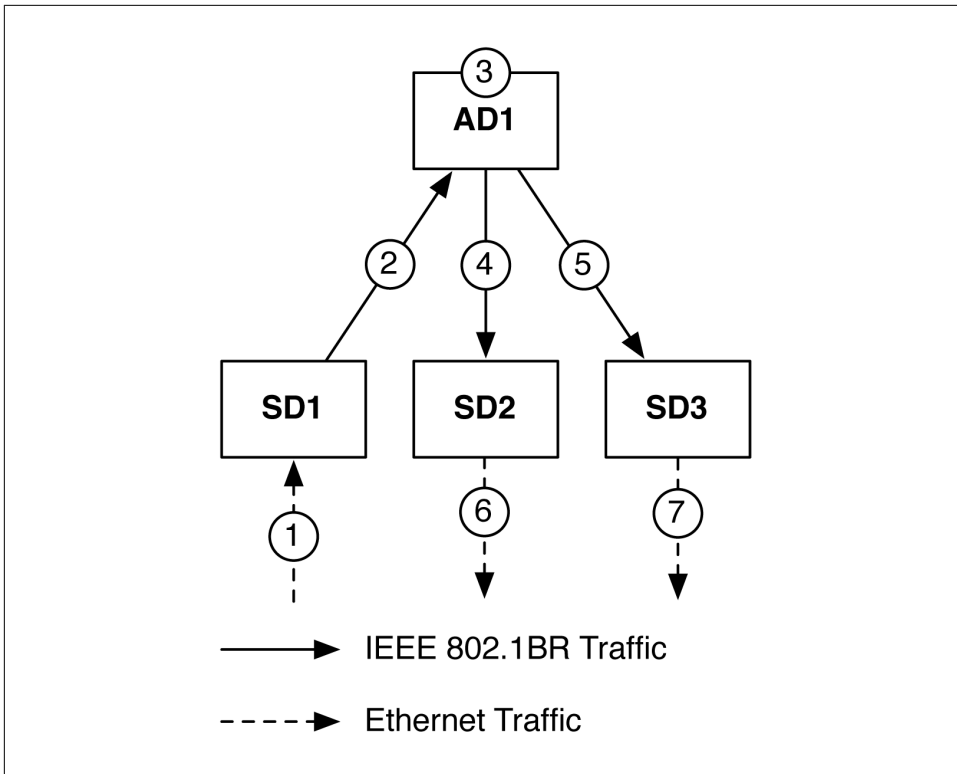 3
AD1
2
4
5
SD1
SD2
SD3
1
6
7
IEEE 802.1BR Traffic
Ethernet Traffic